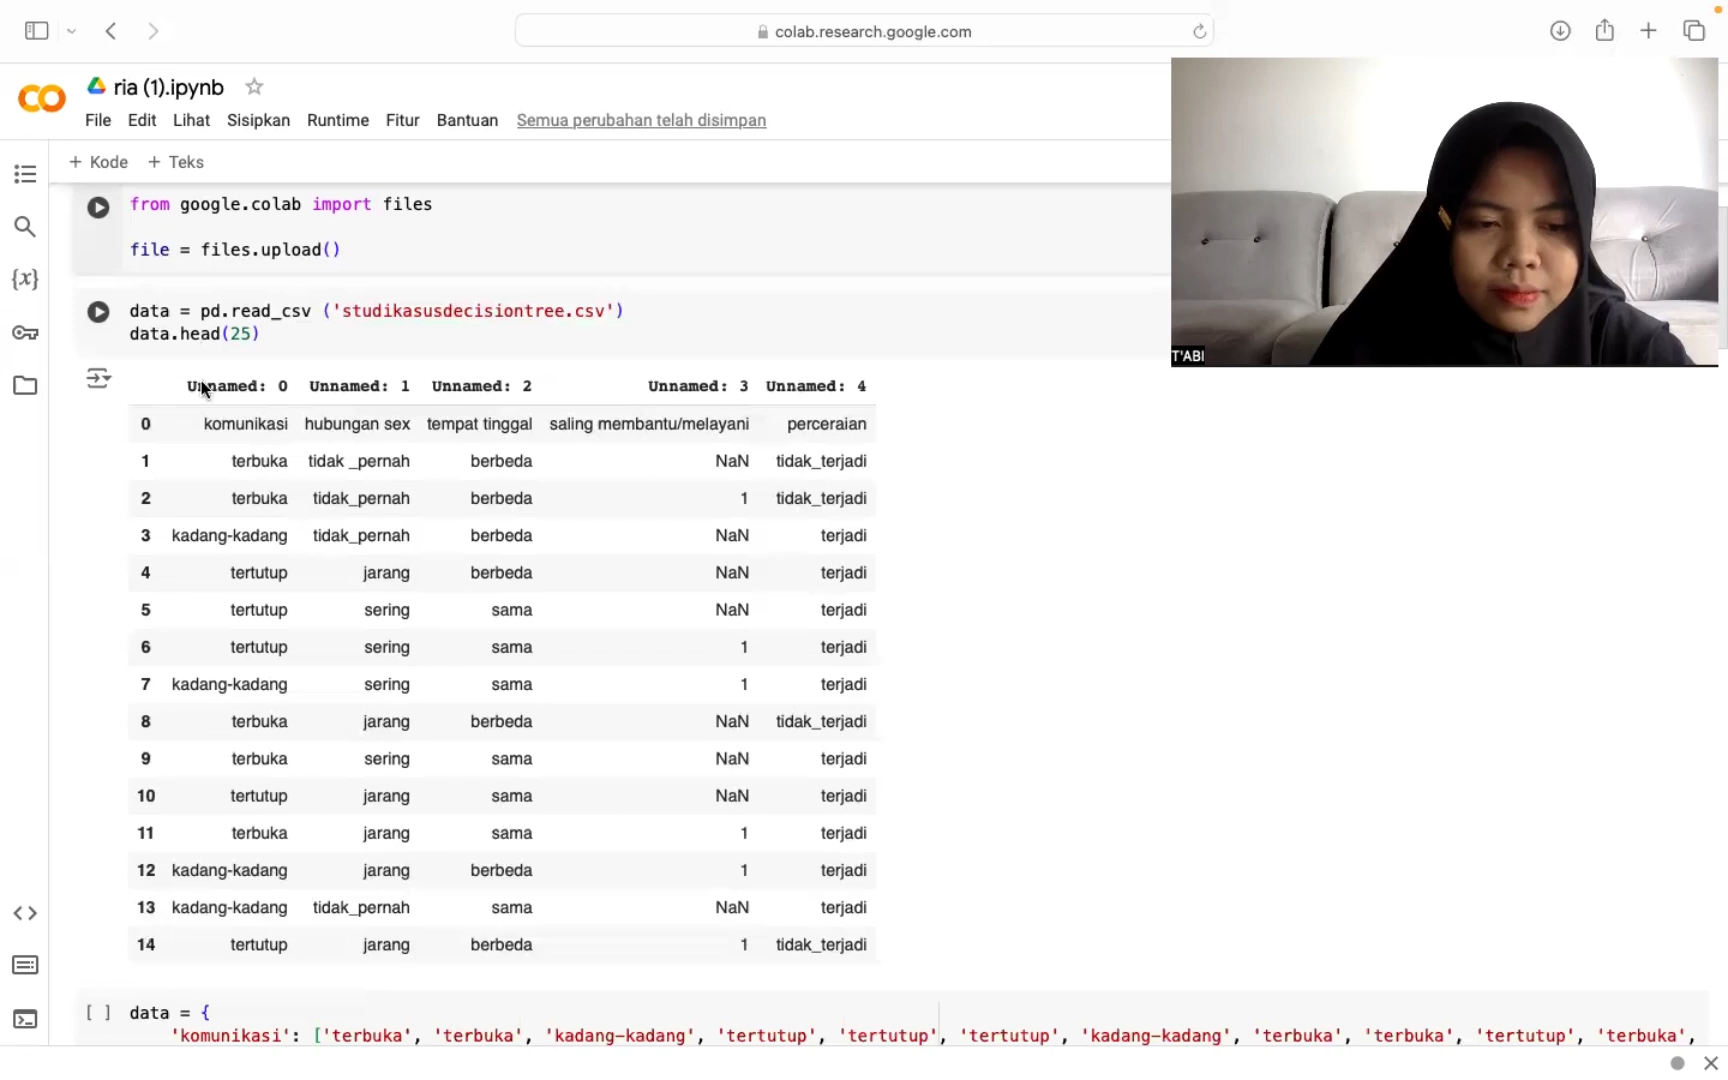 colab.research.google.com
ria (1).ipynb
File Edit Lihat Sisipkan Runtime Fitur Bantuan Semua perubahan telah disimpan
+ Kode + Teks
from google.colab import files
file = files.upload()
data = pd.read_csv ('studikasusdecisiontree.csv')
data.head(25)
Unnamed: 0 Unnamed: 1 Unnamed: 2 Unnamed: 3 Unnamed: 4
0 komunikasi hubungan sex tempat tinggal saling membantu/melayani perceraian
1 terbuka tidak _pernah berbeda NaN tidak_terjadi
2 terbuka tidak_pernah berbeda 1 tidak_terjadi
3 kadang-kadang tidak_pernah berbeda NaN terjadi
4 tertutup jarang berbeda NaN terjadi
5 tertutup sering sama NaN terjadi
6 tertutup sering sama 1 terjadi
7 kadang-kadang sering sama 1 terjadi
8 terbuka jarang berbeda NaN tidak_terjadi
9 terbuka sering sama NaN terjadi
10 tertutup jarang sama NaN terjadi
11 terbuka jarang sama 1 terjadi
12 kadang-kadang jarang berbeda 1 terjadi
13 kadang-kadang tidak_pernah sama NaN terjadi
14 tertutup jarang berbeda 1 tidak_terjadi
[ ] data = {
'komunikasi': ['terbuka', 'terbuka', 'kadang-kadang', 'tertutup', 'tertutup', 'tertutup', 'kadang-kadang', 'terbuka', 'terbuka', 'tertutup', 'terbuka',
T'ABI